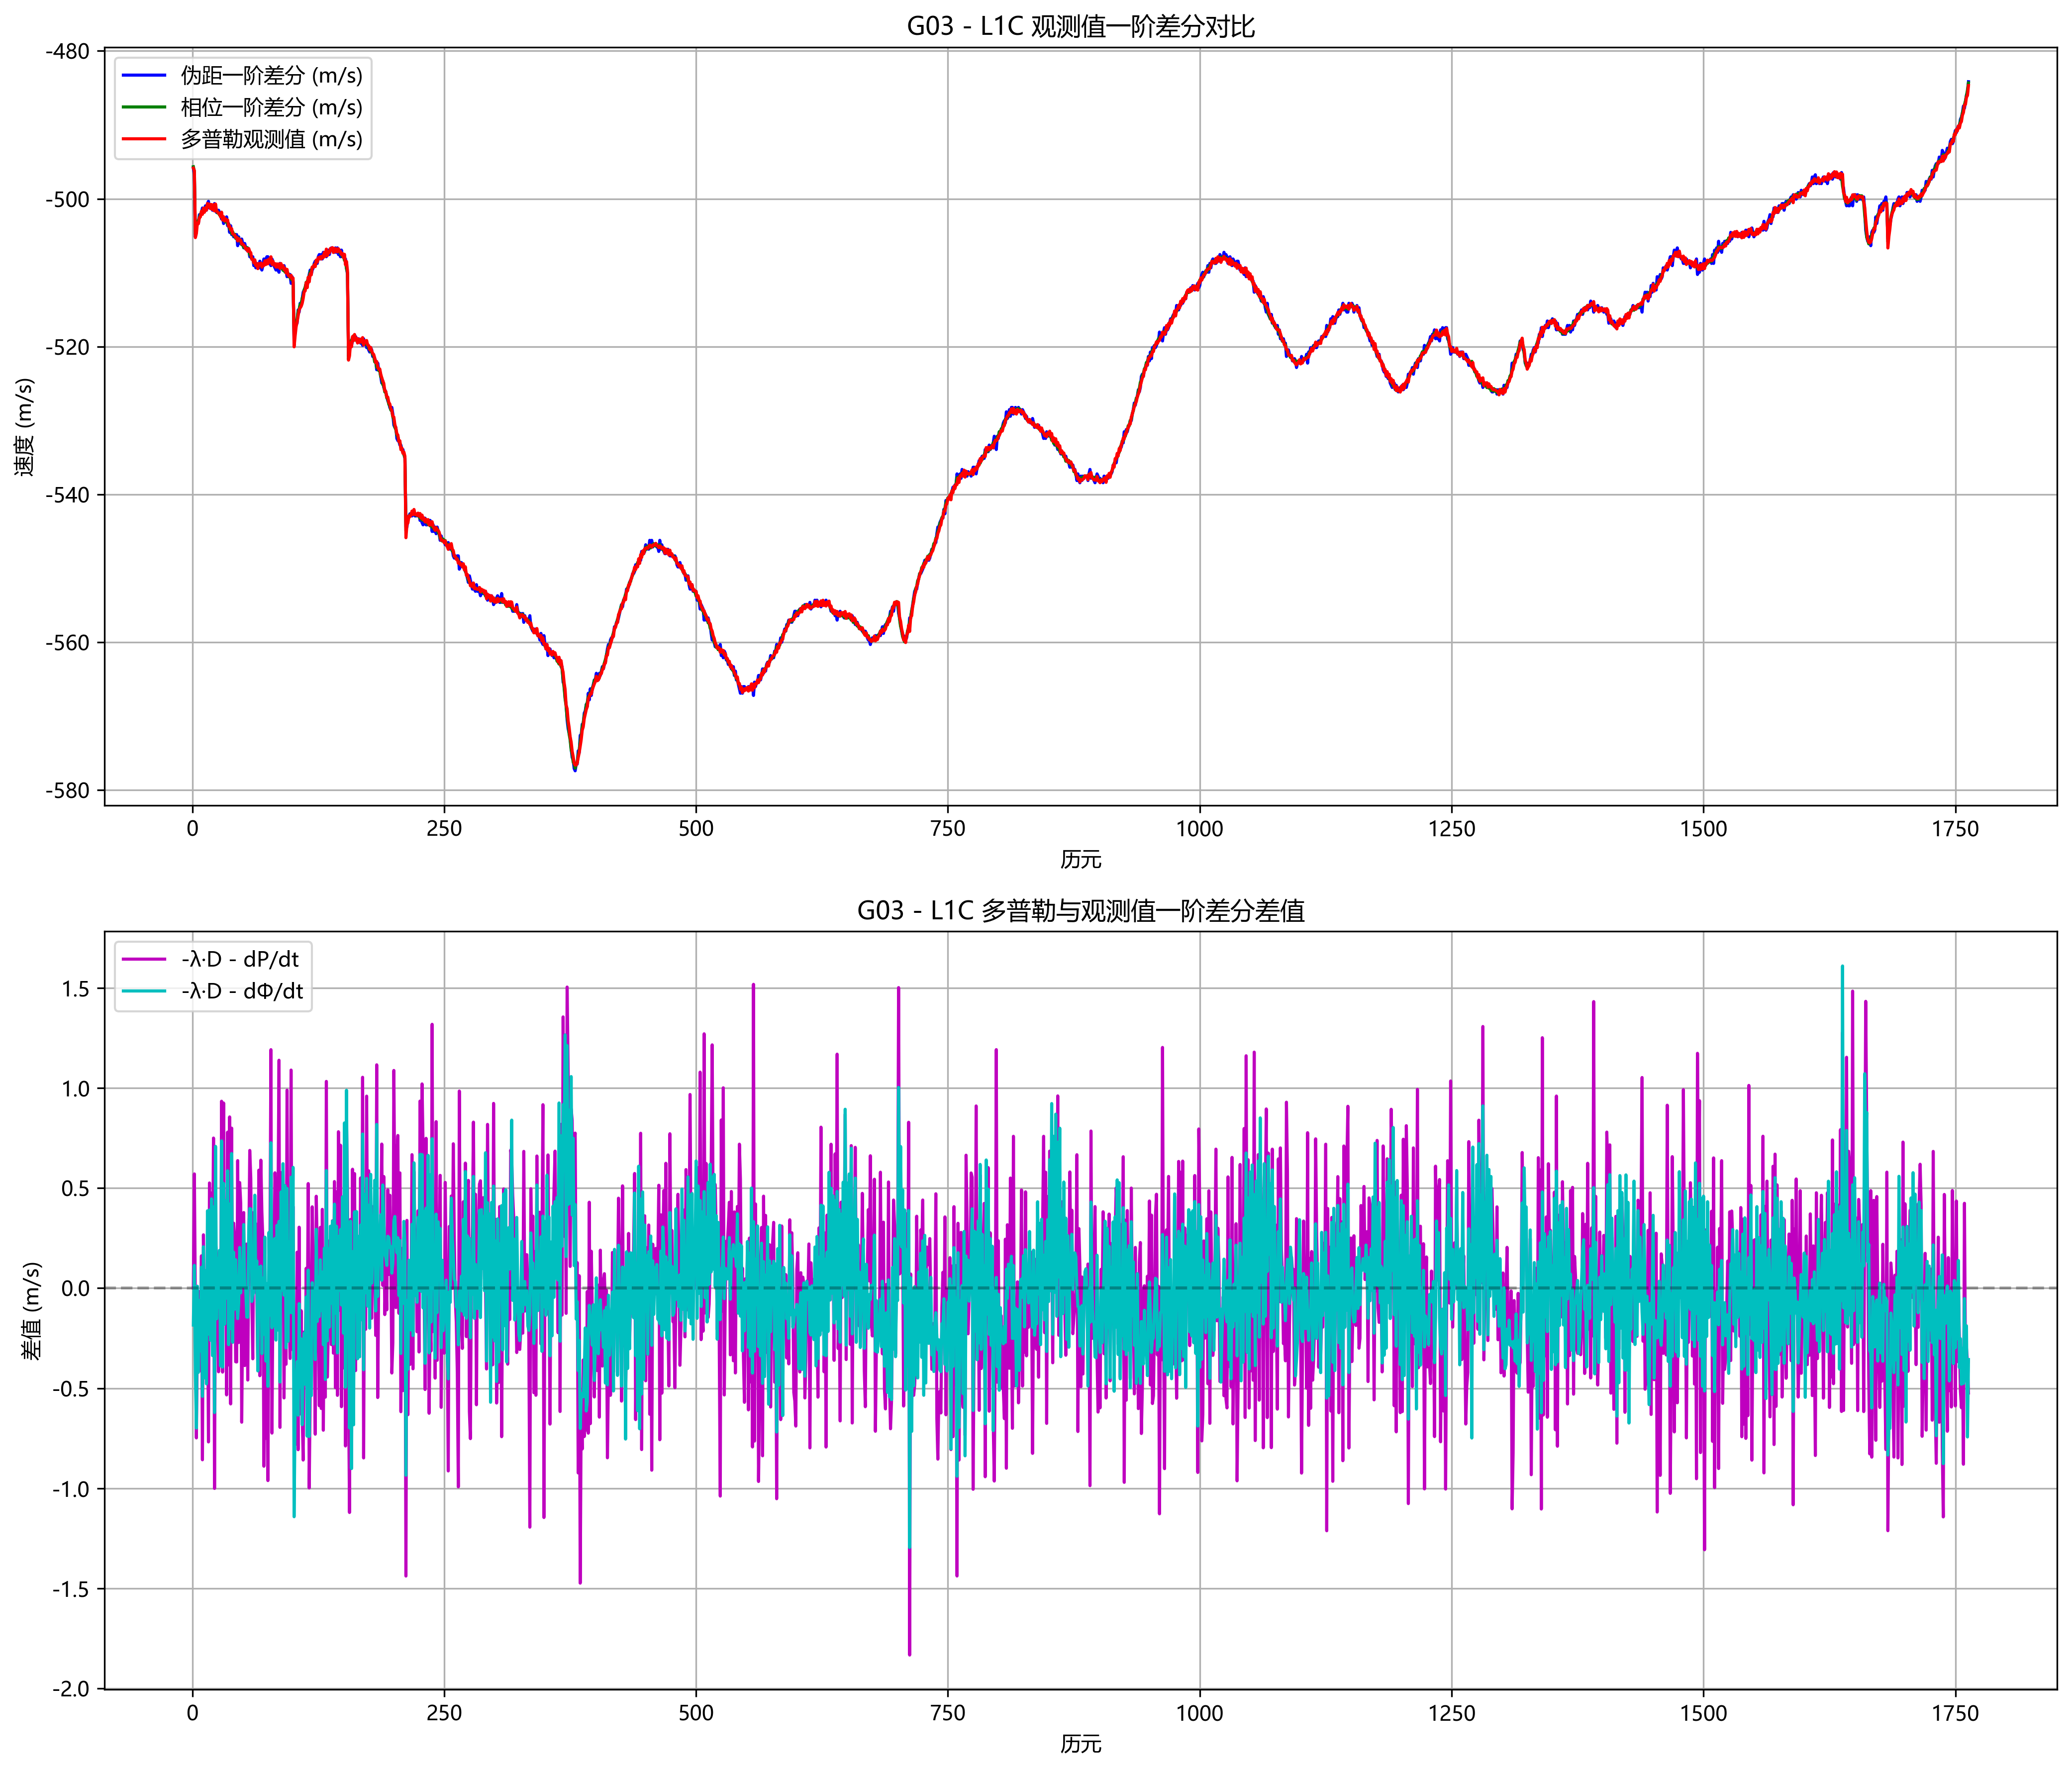 G03 - L1C 观测值一阶差分对比
伪距一阶差分 (m/s)
相位一阶差分 (m/s)
多普勒观测值 (m/s)
速度 (m/s)
-480
-500
-520
-540
-560
-580
0 250 500 750 1000 1250 1500 1750
历元
G03 - L1C 多普勒与观测值一阶差分差值
-λ·D - dP/dt
-λ·D - dΦ/dt
差值 (m/s)
1.5
1.0
0.5
0.0
-0.5
-1.0
-1.5
-2.0
0 250 500 750 1000 1250 1500 1750
历元